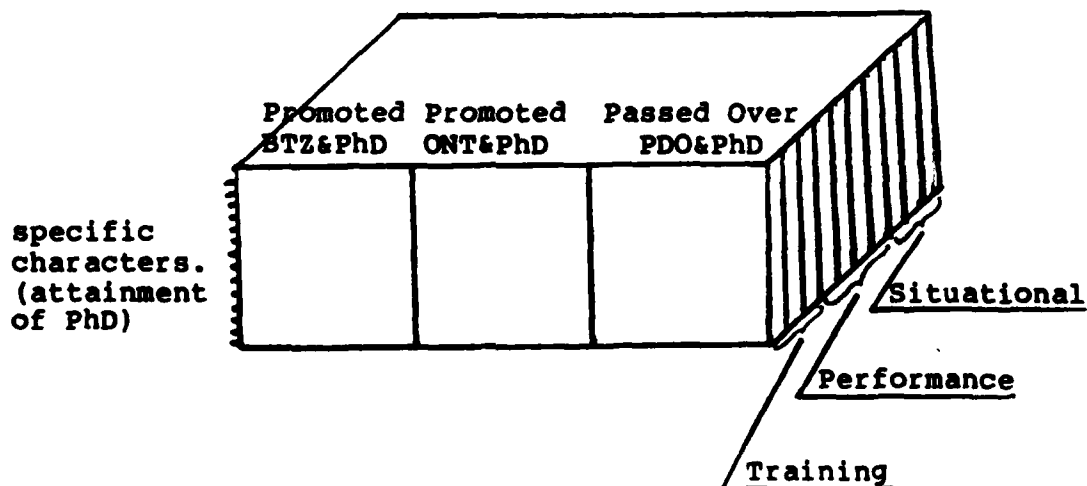 Promoted Promoted Passed Over
BTZ&PhD ONT&PhD PDO&PhD
specific
characters.
(attainment
of PhD)
Situational
Performance
Training